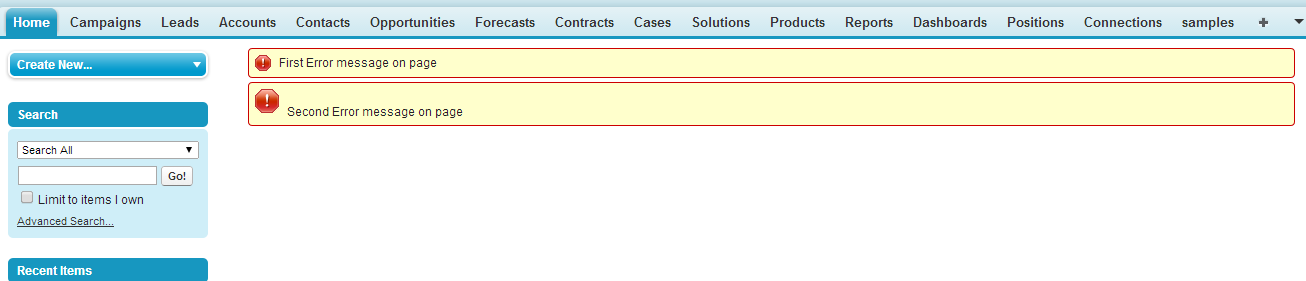 Home Campaigns Leads Accounts Contacts Opportunities Forecasts Contracts Cases Solutions Products Reports Dashboards Positions Connections samples +
Create New...
First Error message on page
Second Error message on page
Search
Search All
Go!
Limit to items I own
Advanced Search...
Recent Items